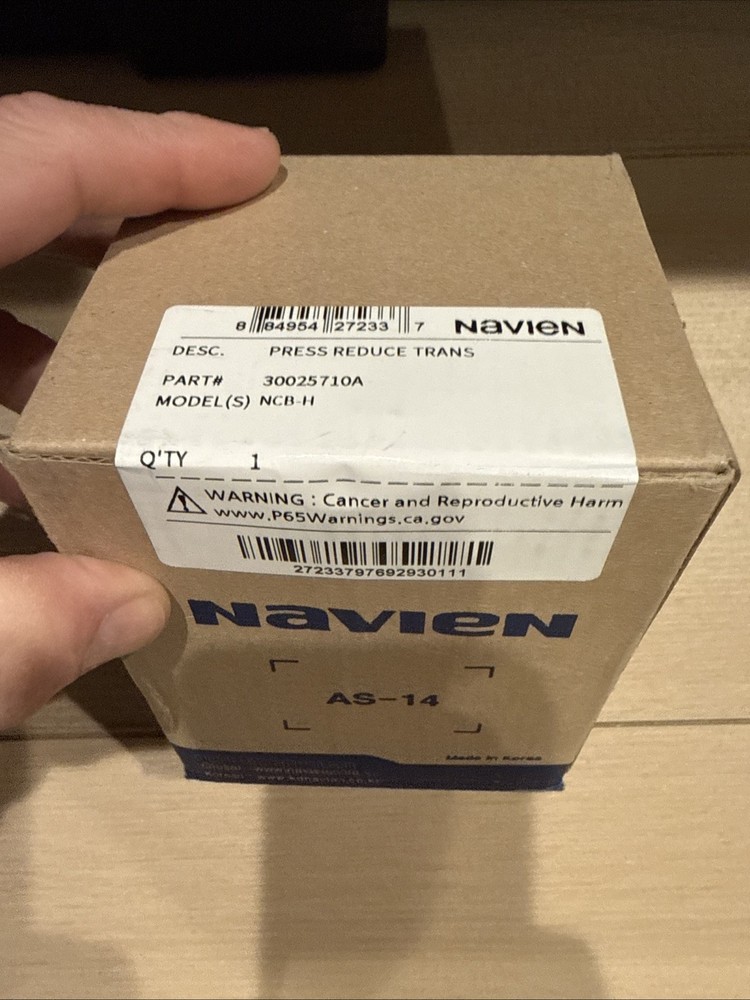 8 84954 27233 7 Navien
DESC. PRESS REDUCE TRANS
PART# 30025710A
MODEL(S) NCB-H
Q'TY 1
WARNING : Cancer and Reproductive Harm
www.P65Warnings.ca.gov
27233797692930111
Navien
AS-14
Made in Korea